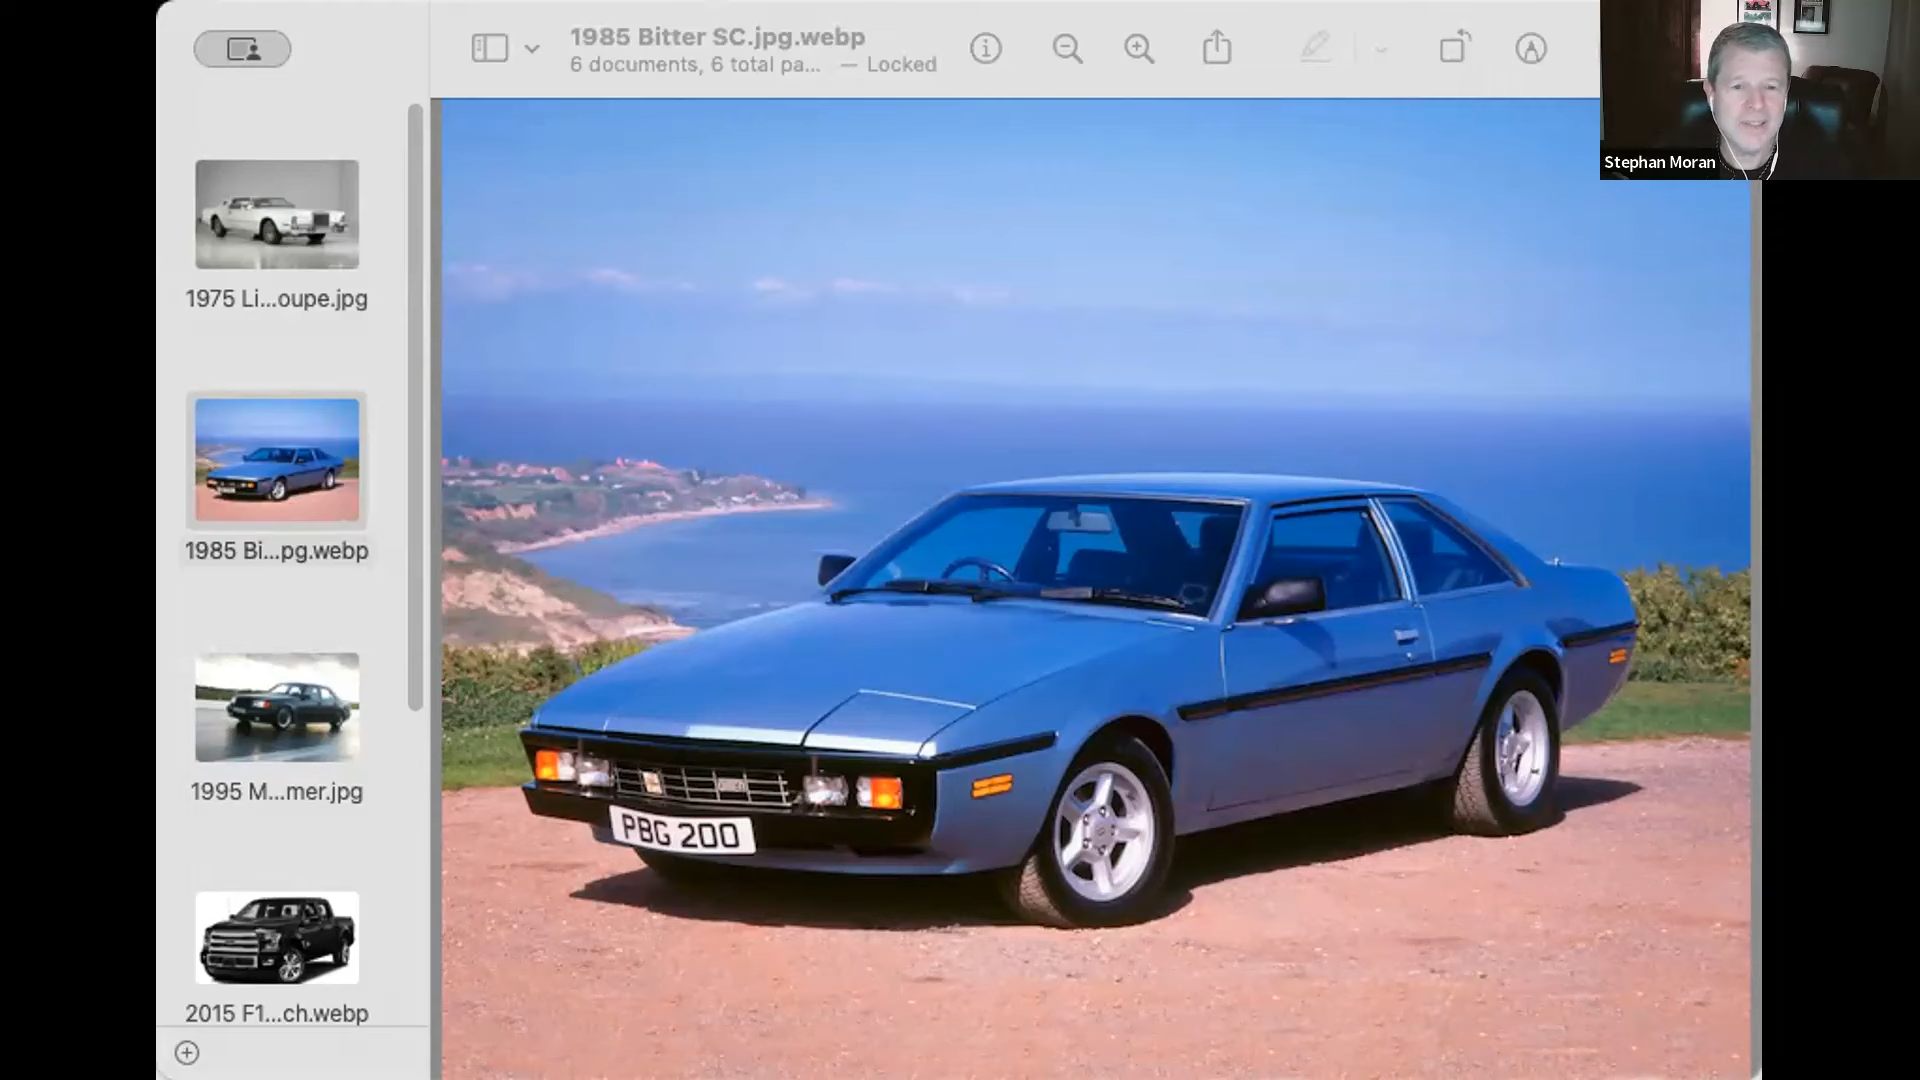 1985 Bitter SC.jpg.webp
6 documents, 6 total pa... — Locked
Stephan Moran
1975 Li...oupe.jpg
1985 Bi...pg.webp
1995 M...mer.jpg
2015 F1...ch.webp
PBG 200